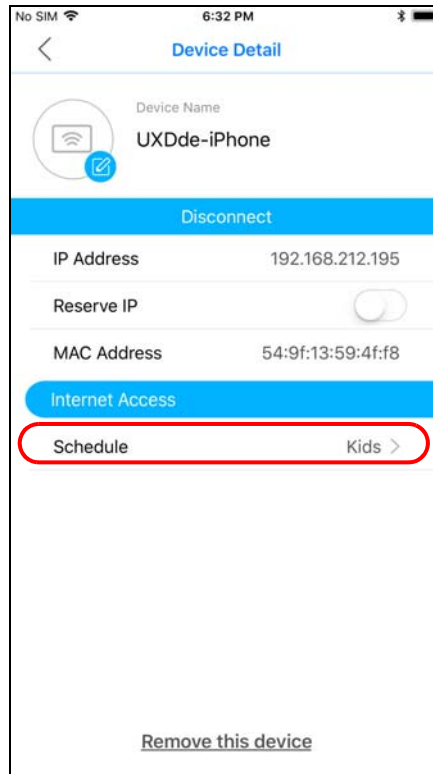 No SIM 6:32 PM
Device Detail
Device Name
UXDde-iPhone
Disconnect
IP Address 192.168.212.195
Reserve IP
MAC Address 54:9f:13:59:4f:f8
Internet Access
Schedule Kids
Remove this device